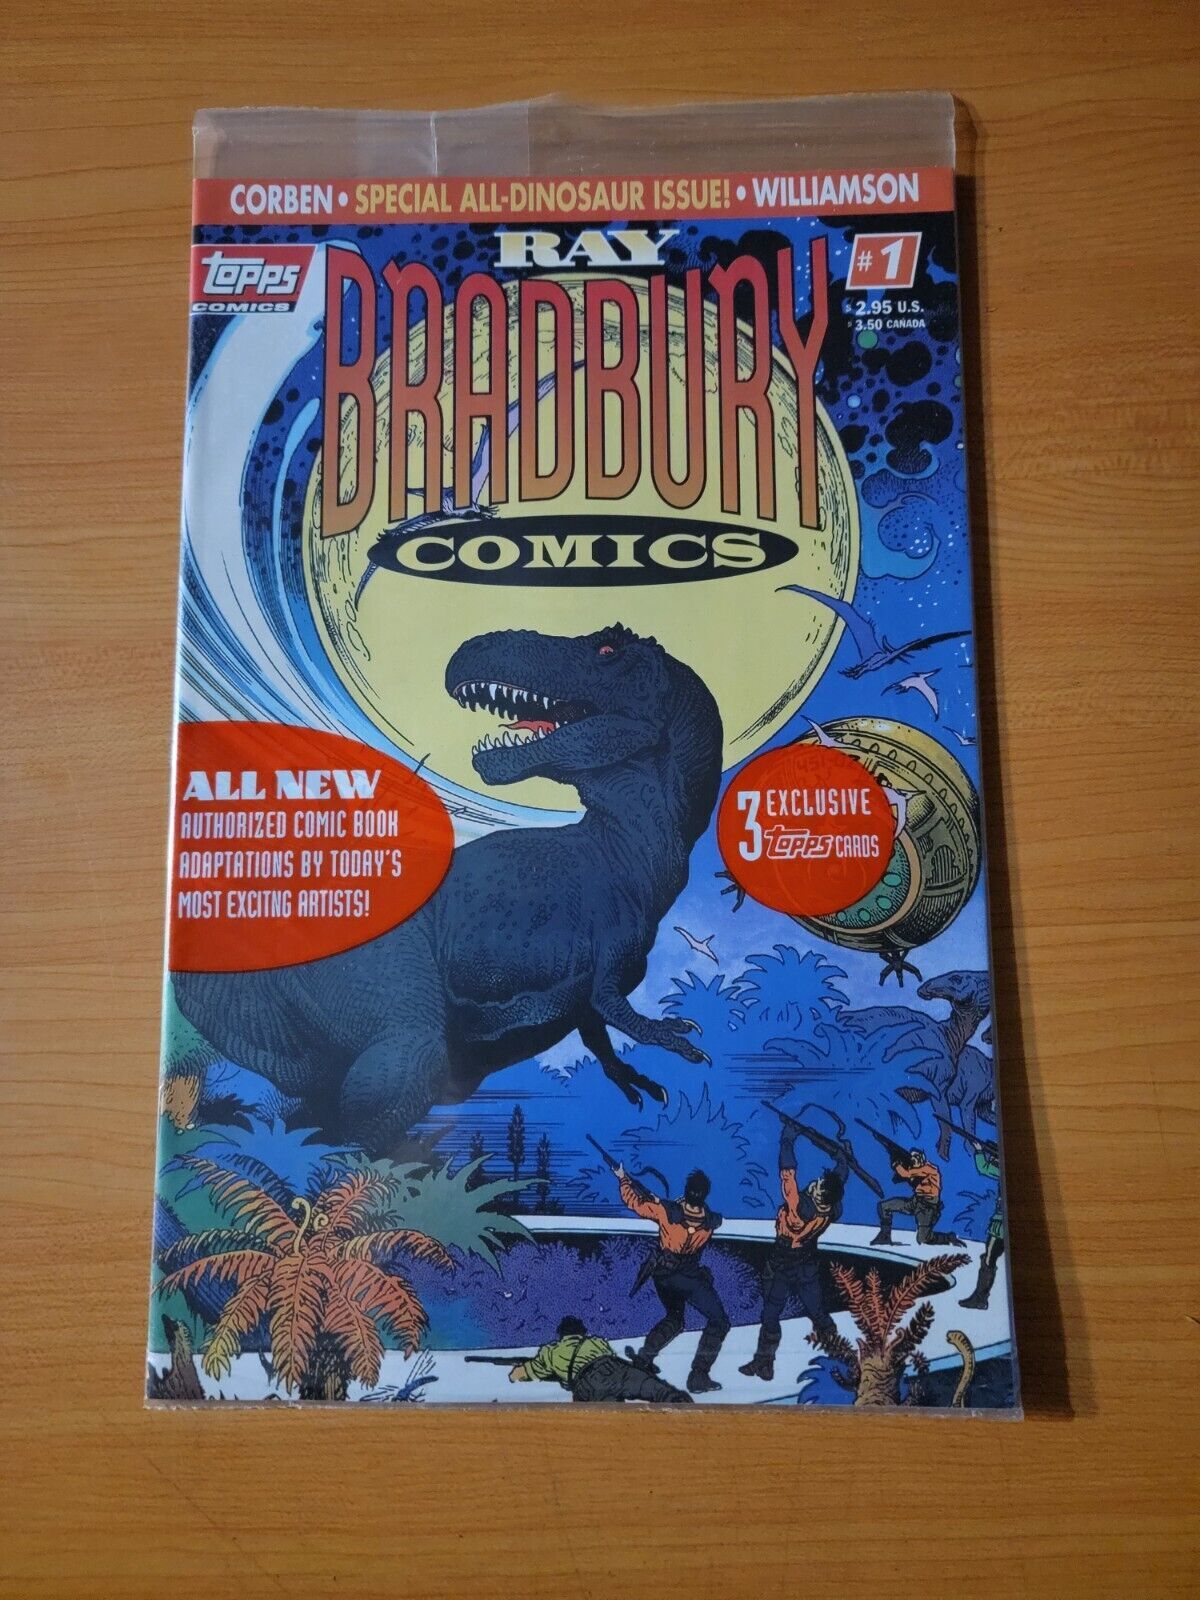 CORBEN • SPECIAL ALL-DINOSAUR ISSUE! • WILLIAMSON
topps
COMICS
RAY
BRADBURY
COMICS
#1
$2.95 U.S.
$3.50 CANADA
ALL NEW
AUTHORIZED COMIC BOOK
ADAPTATIONS BY TODAY'S
MOST EXCITNG ARTISTS!
3 EXCLUSIVE
topps CARDS